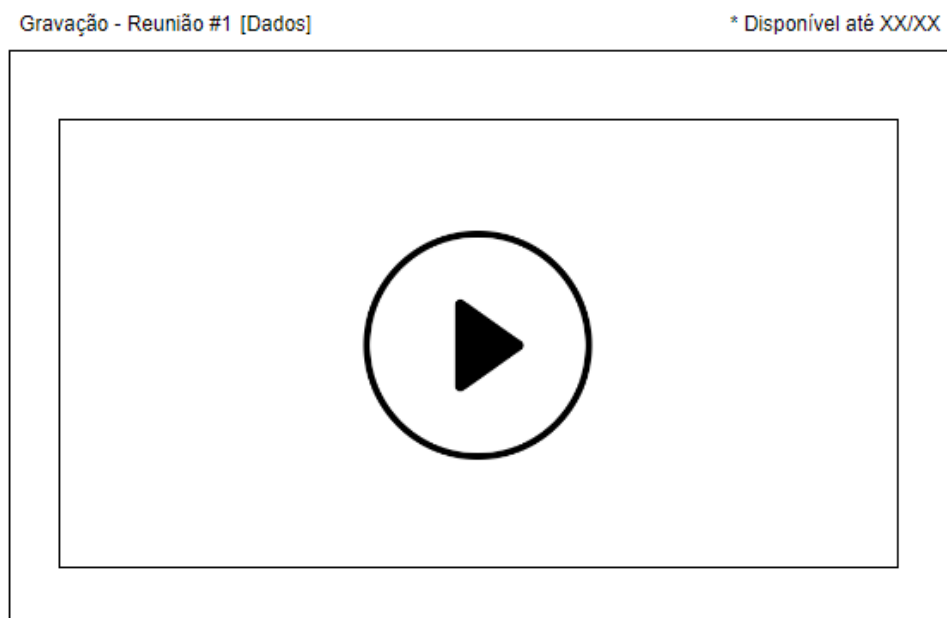 Gravação - Reunião #1 [Dados]
* Disponível até XX/XX